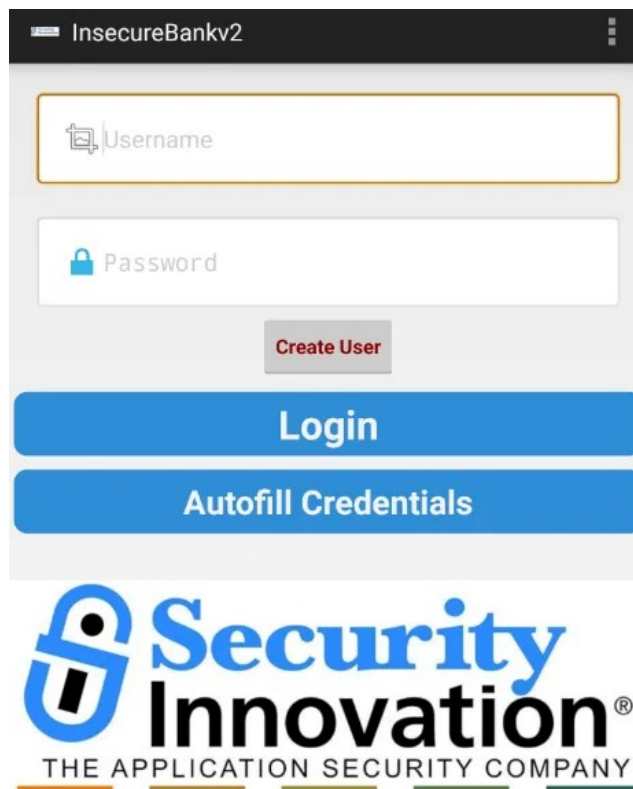 InsecureBankv2
Username
Password
Create User
Login
Autofill Credentials
Security
Innovation®
THE APPLICATION SECURITY COMPANY